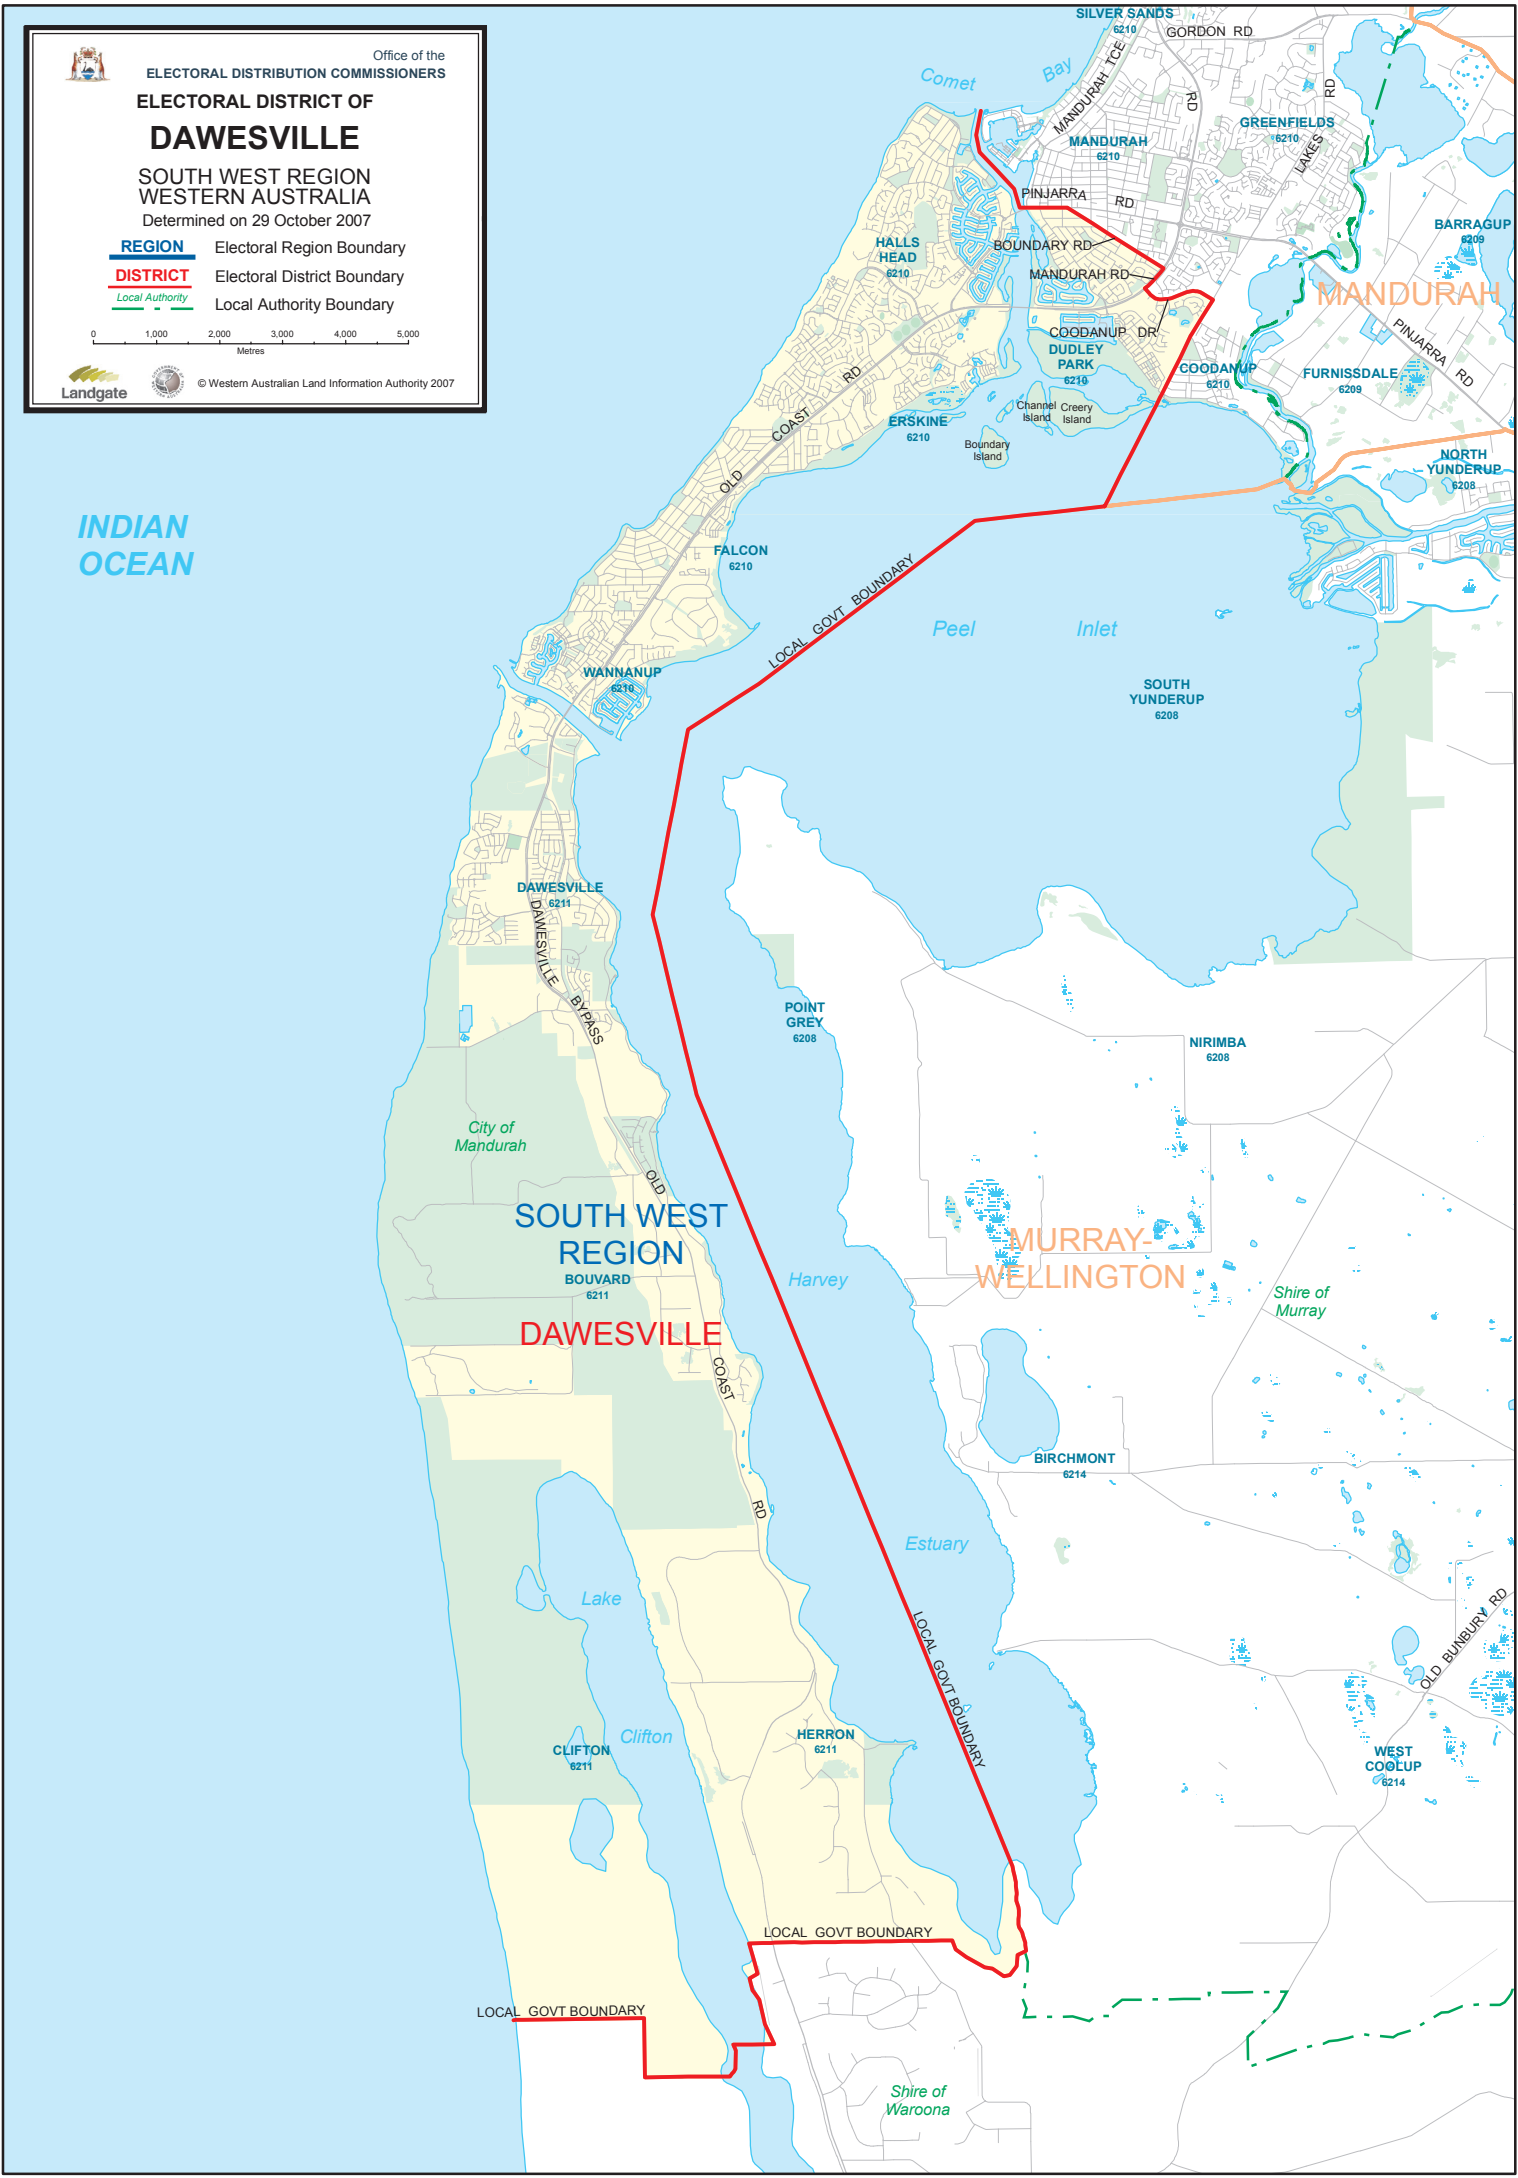 Office of the
ELECTORAL DISTRIBUTION COMMISSIONERS
ELECTORAL DISTRICT OF
DAWESVILLE
SOUTH WEST REGION
WESTERN AUSTRALIA
Determined on 29 October 2007
REGION Electoral Region Boundary
DISTRICT Electoral District Boundary
Local Authority Local Authority Boundary
0 1,000 2,000 3,000 4,000 5,000
Metres
Landgate
© Western Australian Land Information Authority 2007
SILVER SANDS
6210
GORDON RD
Comet Bay
MANDURAH TCE
RD
RD
LAKES
GREENFIELDS
6210
MANDURAH
6210
PINJARRA RD
BARRAGUP
6209
HALLS
HEAD
6210
BOUNDARY RD
MANDURAH RD
MANDURAH
COODANUP DR
PINJARRA RD
DUDLEY
PARK
6210
COODANUP
6210
FURNISSDALE
6209
Channel
Island
Creery
Island
Boundary
Island
ERSKINE
6210
OLD COAST RD
NORTH
YUNDERUP
6208
INDIAN
OCEAN
FALCON
6210
LOCAL GOVT BOUNDARY
Peel Inlet
WANNANUP
6210
SOUTH
YUNDERUP
6208
DAWESVILLE
6211
DAWESVILLE BYPASS
POINT
GREY
6208
NIRIMBA
6208
City of
Mandurah
OLD
SOUTH WEST
REGION
BOUVARD
6211
DAWESVILLE
COAST
RD
Harvey
MURRAY-
WELLINGTON
Shire of
Murray
BIRCHMONT
6214
Estuary
Lake
Clifton
OLD BUNBURY RD
LOCAL GOVT BOUNDARY
HERRON
6211
CLIFTON
6211
WEST
COOLUP
6214
LOCAL GOVT BOUNDARY
LOCAL GOVT BOUNDARY
Shire of
Waroona